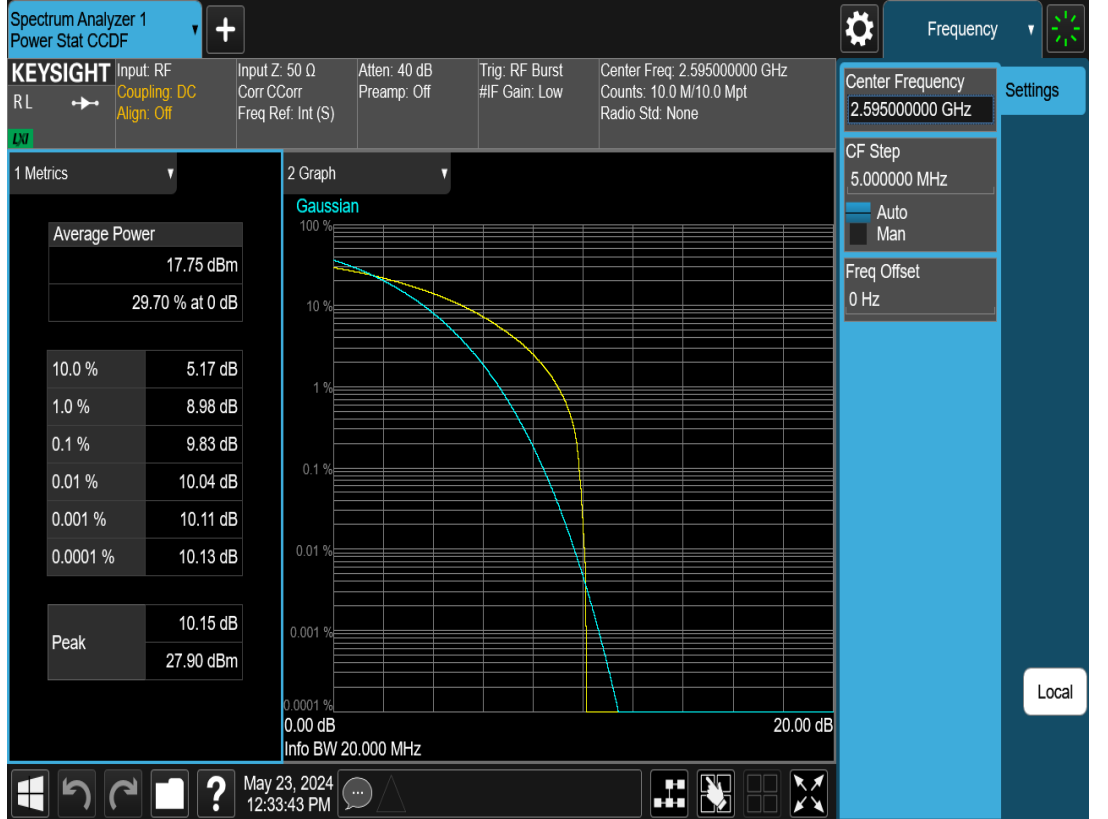 Spectrum Analyzer 1
Power Stat CCDF
+
Frequency
KEYSIGHT
RL
LXI
Input: RF
Coupling: DC
Align: Off
Input Z: 50 Ω
Corr CCorr
Freq Ref: Int (S)
Atten: 40 dB
Preamp: Off
Trig: RF Burst
#IF Gain: Low
Center Freq: 2.595000000 GHz
Counts: 10.0 M/10.0 Mpt
Radio Std: None
Center Frequency
2.595000000 GHz
Settings
CF Step
5.000000 MHz
Auto
Man
Freq Offset
0 Hz
Local
1 Metrics
Average Power
17.75 dBm
29.70 % at 0 dB
10.0 % 5.17 dB
1.0 % 8.98 dB
0.1 % 9.83 dB
0.01 % 10.04 dB
0.001 % 10.11 dB
0.0001 % 10.13 dB
Peak
10.15 dB
27.90 dBm
2 Graph
Gaussian
100 %
10 %
1 %
0.1 %
0.01 %
0.001 %
0.0001 %
0.00 dB 20.00 dB
Info BW 20.000 MHz
?
May 23, 2024
12:33:43 PM